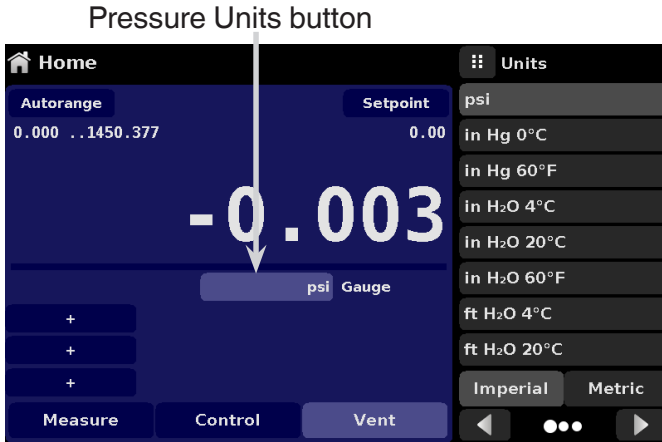 Pressure Units button
Home
Units
Autorange
Setpoint
0.000 ..1450.377
0.00
-0.003
psi Gauge
+
+
+
Measure
Control
Vent
psi
in Hg 0°C
in Hg 60°F
in H₂O 4°C
in H₂O 20°C
in H₂O 60°F
ft H₂O 4°C
ft H₂O 20°C
Imperial
Metric